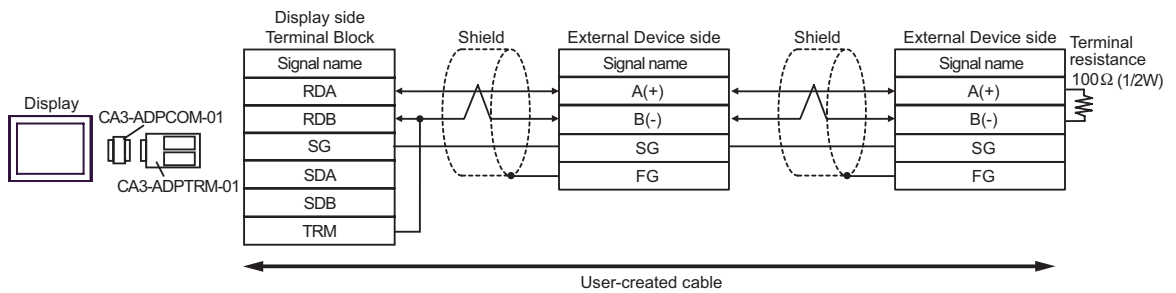 Display
CA3-ADPCOM-01
CA3-ADPTRM-01
Display side
Terminal Block
Signal name
RDA
RDB
SG
SDA
SDB
TRM
Shield
External Device side
Signal name
A(+)
B(-)
SG
FG
Shield
External Device side
Signal name
A(+)
B(-)
SG
FG
Terminal
resistance
100Ω (1/2W)
User-created cable